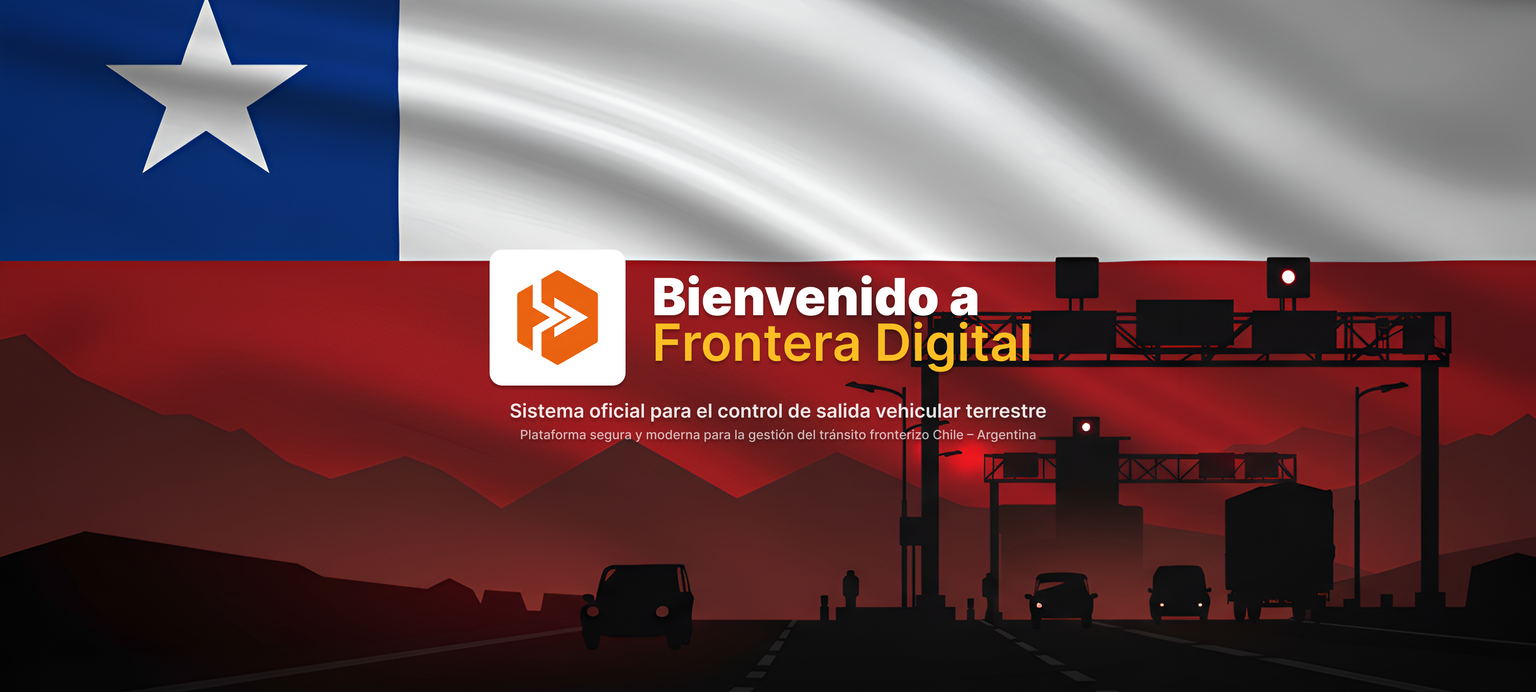 Bienvenido a
Frontera Digital
Sistema oficial para el control de salida vehicular terrestre
Plataforma segura y moderna para la gestión del tránsito fronterizo Chile – Argentina